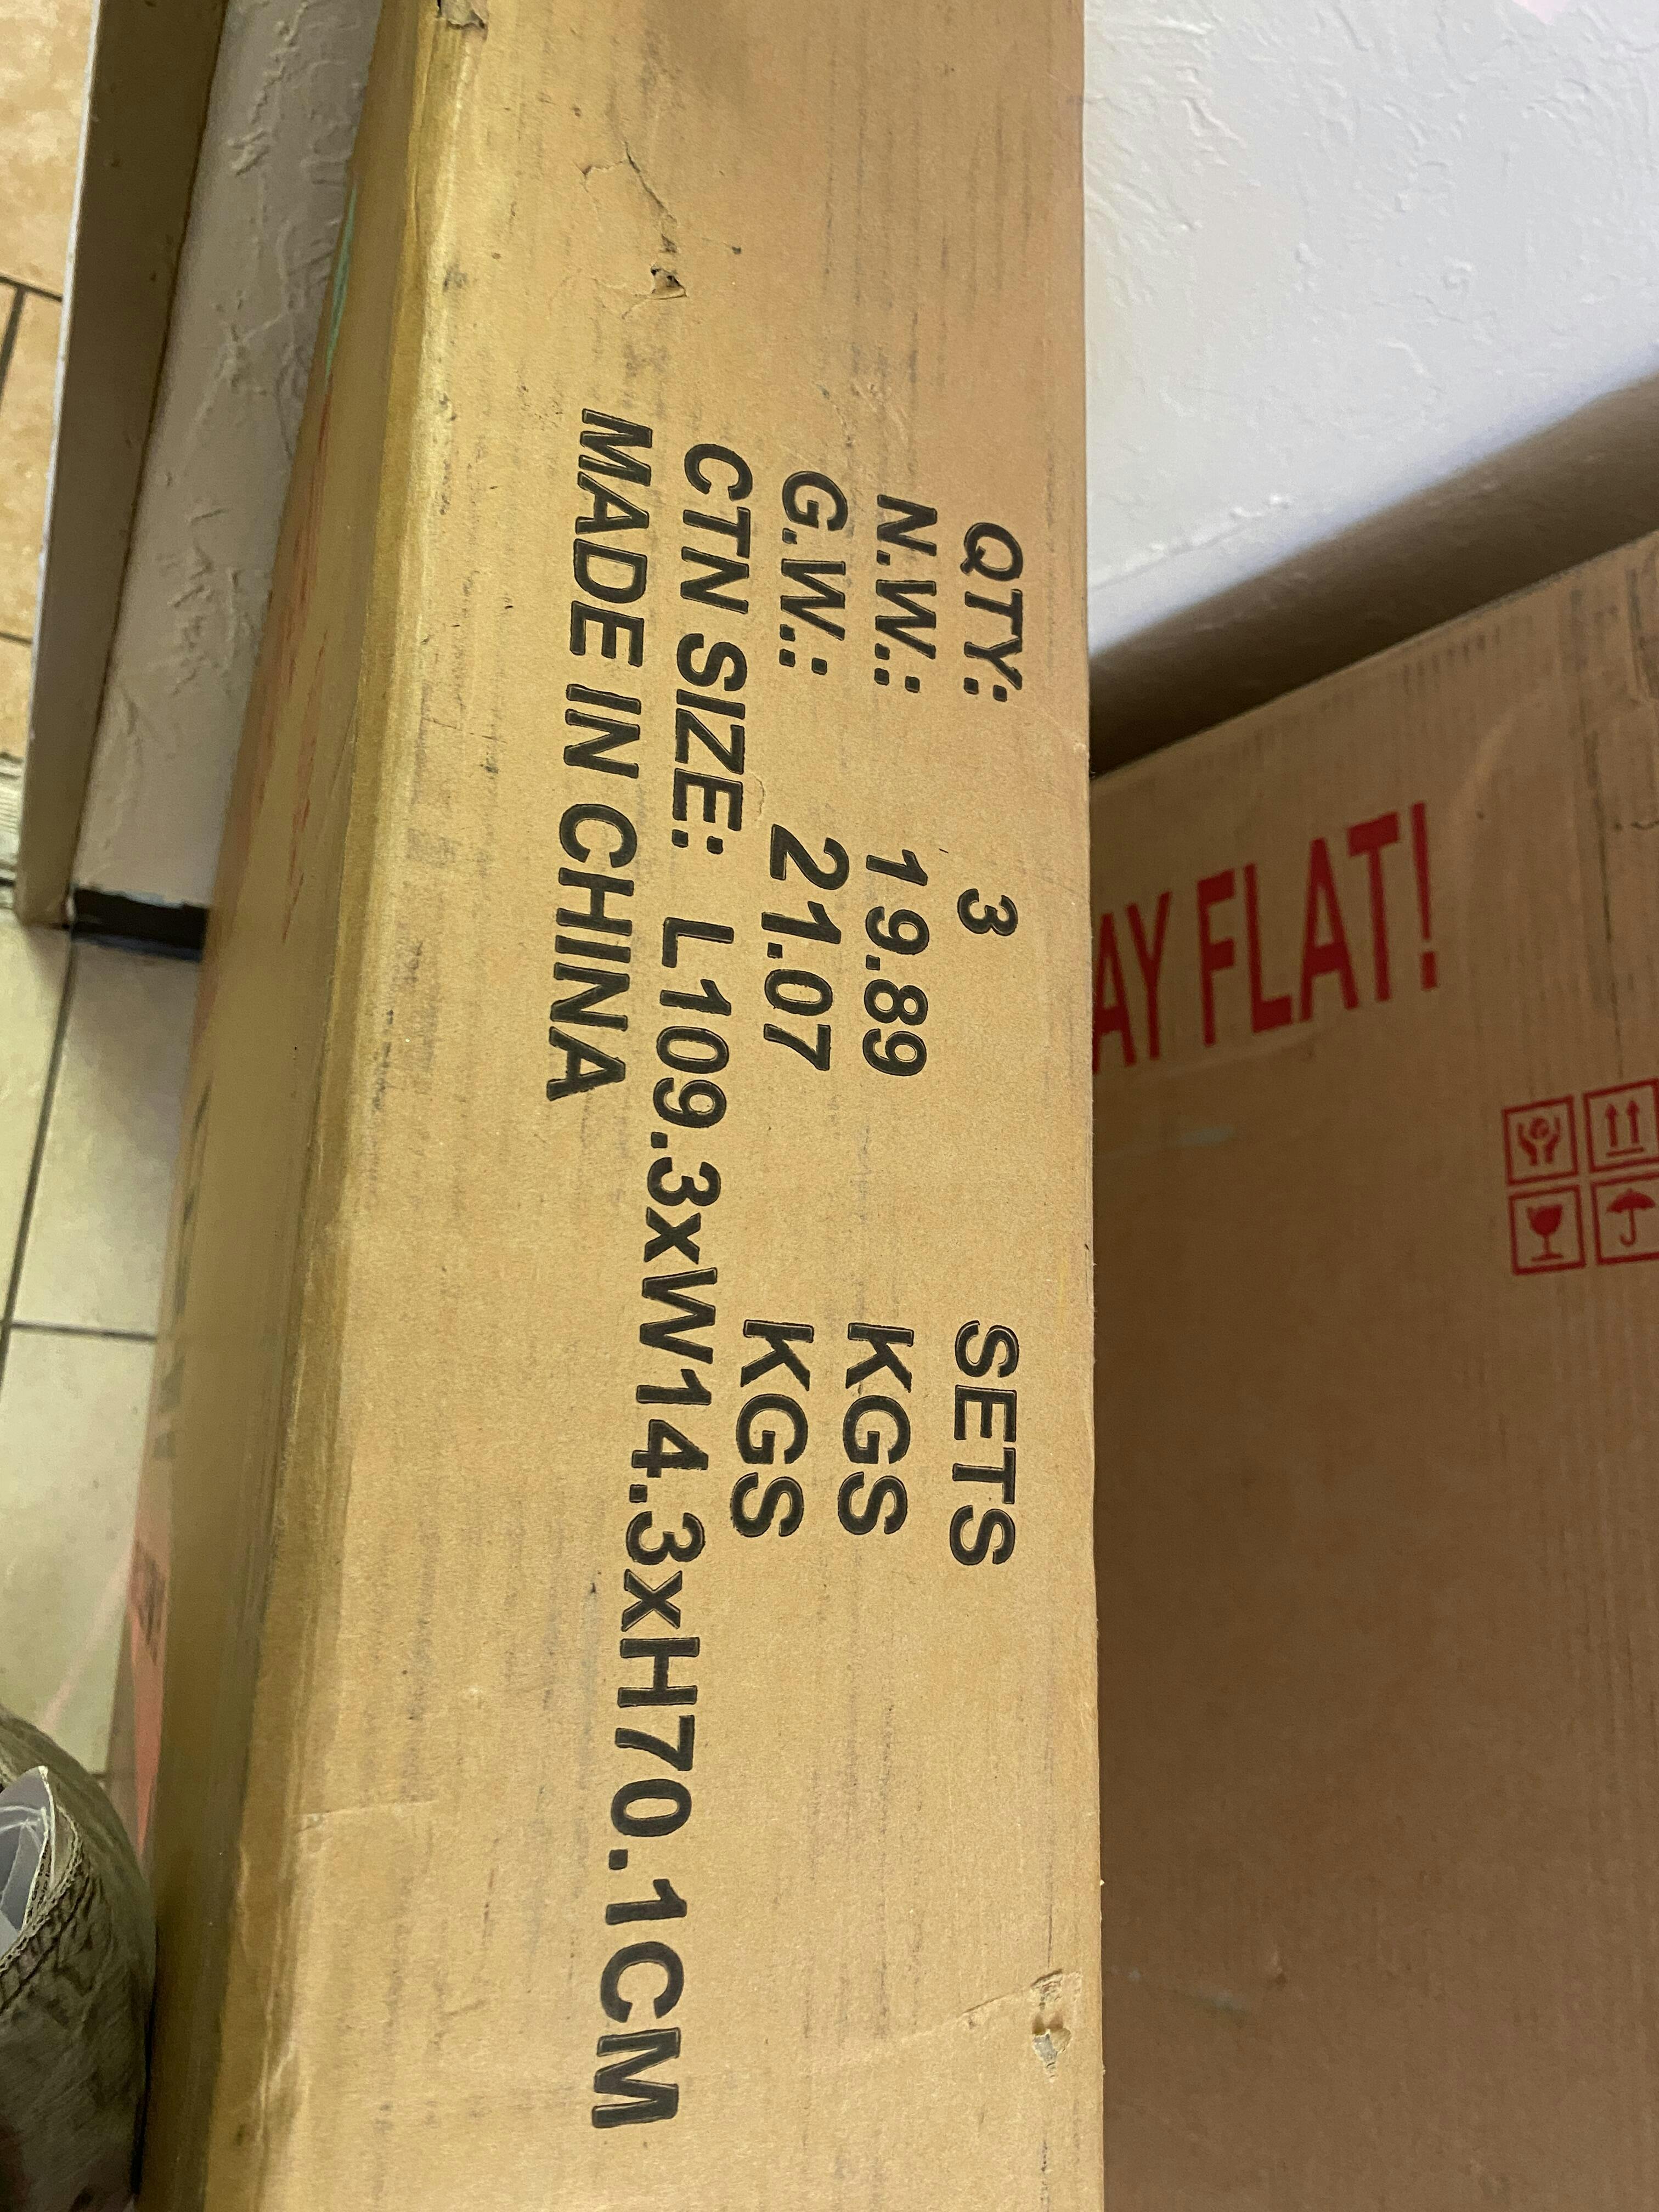 QTY: 3 SETS
N.W.: 19.89 KGS
G.W.: 21.07 KGS
CTN SIZE: L109.3xW14.3xH70.1CM
MADE IN CHINA
FLAT!